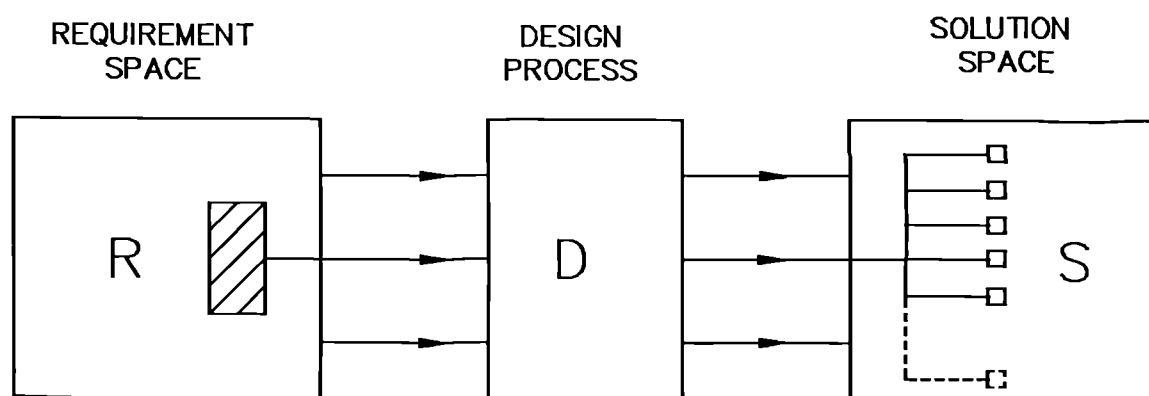 REQUIREMENT
SPACE
DESIGN
PROCESS
SOLUTION
SPACE
R
D
S